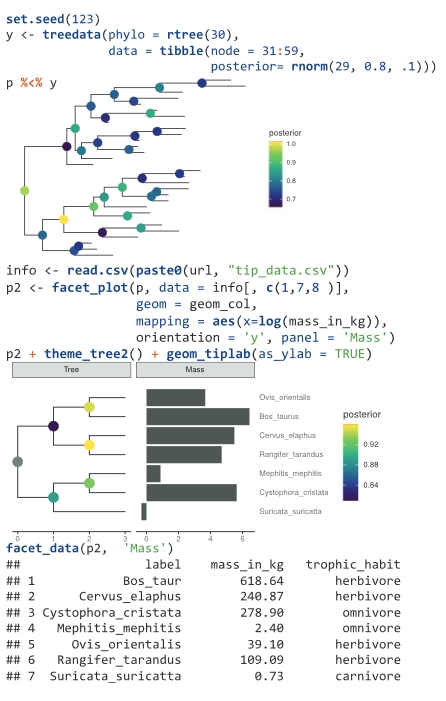 set.seed(123)
y <- treedata(phylo = rtree(30),
data = tibble(node = 31:59,
posterior= rnorm(29, 0.8, .1)))
p %<% y
posterior
1.0
0.9
0.8
0.7
info <- read.csv(paste0(url, "tip_data.csv"))
p2 <- facet_plot(p, data = info[, c(1,7,8 )],
geom = geom_col,
mapping = aes(x=log(mass_in_kg)),
orientation = 'y', panel = 'Mass')
p2 + theme_tree2() + geom_tiplab(as_ylab = TRUE)
Tree Mass
Ovis_orientalis
Bos_taurus
Cervus_elaphus
Rangifer_tarandus
Mephitis_mephitis
Cystophora_cristata
Suricata_suricatta
posterior
0.92
0.88
0.84
0 1 2 3 0 2 4 6
facet_data(p2, 'Mass')
## label mass_in_kg trophic_habit
## 1 Bos_taur 618.64 herbivore
## 2 Cervus_elaphus 240.87 herbivore
## 3 Cystophora_cristata 278.90 omnivore
## 4 Mephitis_mephitis 2.40 omnivore
## 5 Ovis_orientalis 39.10 herbivore
## 6 Rangifer_tarandus 109.09 herbivore
## 7 Suricata_suricatta 0.73 carnivore